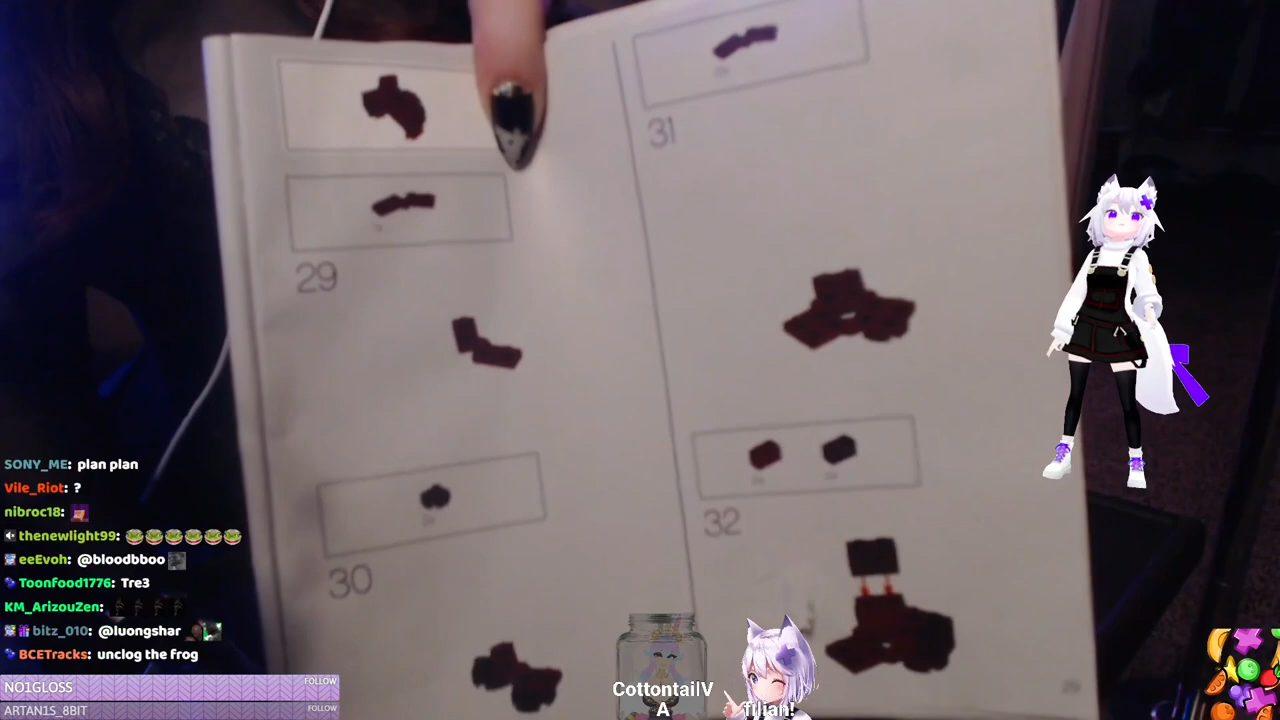 31
29
32
30
SONY_ME: plan plan
Vile_Riot: ?
nibroc18:
thenewlight99:
eeEvoh: @bloodbboo
Toonfood1776: Tre3
KM_ArizouZen:
bitz_010: @luongshar
BCETracks: unclog the frog
NO1GLOSS
FOLLOW
ARTAN1S_8BIT
FOLLOW
CottontailV
A
filian!